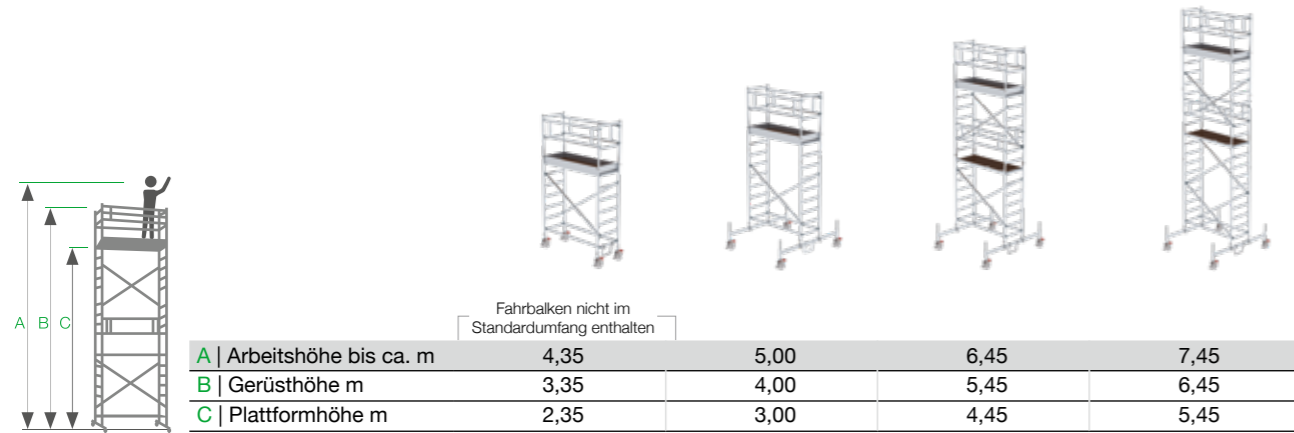 A B C
Fahrbalken nicht im
Standardumfang enthalten
A | Arbeitshöhe bis ca. m 4,35 5,00 6,45 7,45
B | Gerüsthöhe m 3,35 4,00 5,45 6,45
C | Plattformhöhe m 2,35 3,00 4,45 5,45